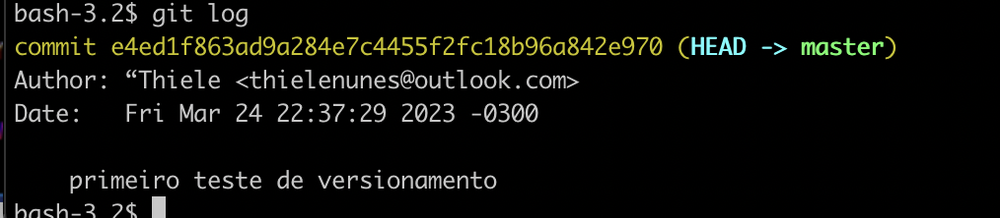 bash-3.2$ git log
commit e4ed1f863ad9a284e7c4455f2fc18b96a842e970 (HEAD -> master)
Author: “Thiele <thielenunes@outlook.com>
Date:   Fri Mar 24 22:37:29 2023 -0300
primeiro teste de versionamento
bash-3.2$